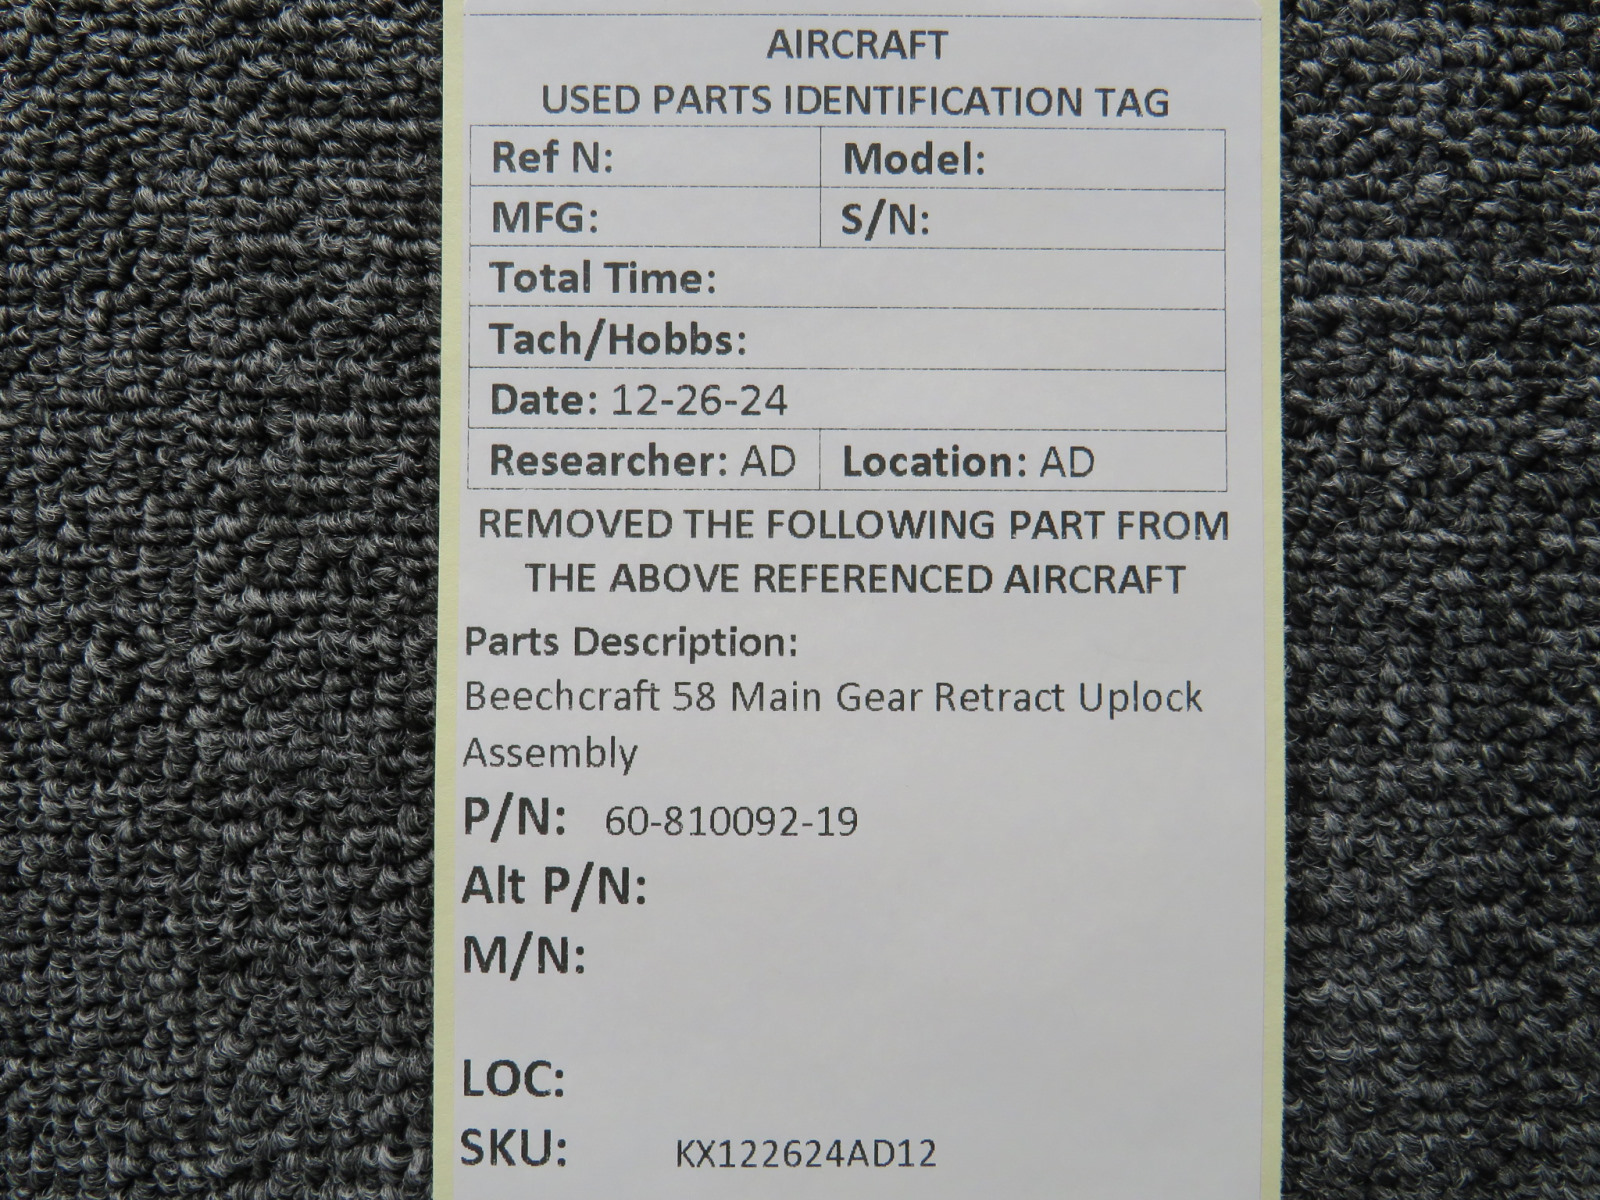 AIRCRAFT
USED PARTS IDENTIFICATION TAG
Ref N: Model:
MFG: S/N:
Total Time:
Tach/Hobbs:
Date: 12-26-24
Researcher: AD Location: AD
REMOVED THE FOLLOWING PART FROM
THE ABOVE REFERENCED AIRCRAFT
Parts Description:
Beechcraft 58 Main Gear Retract Uplock
Assembly
P/N: 60-810092-19
Alt P/N:
M/N:
LOC:
SKU: KX122624AD12